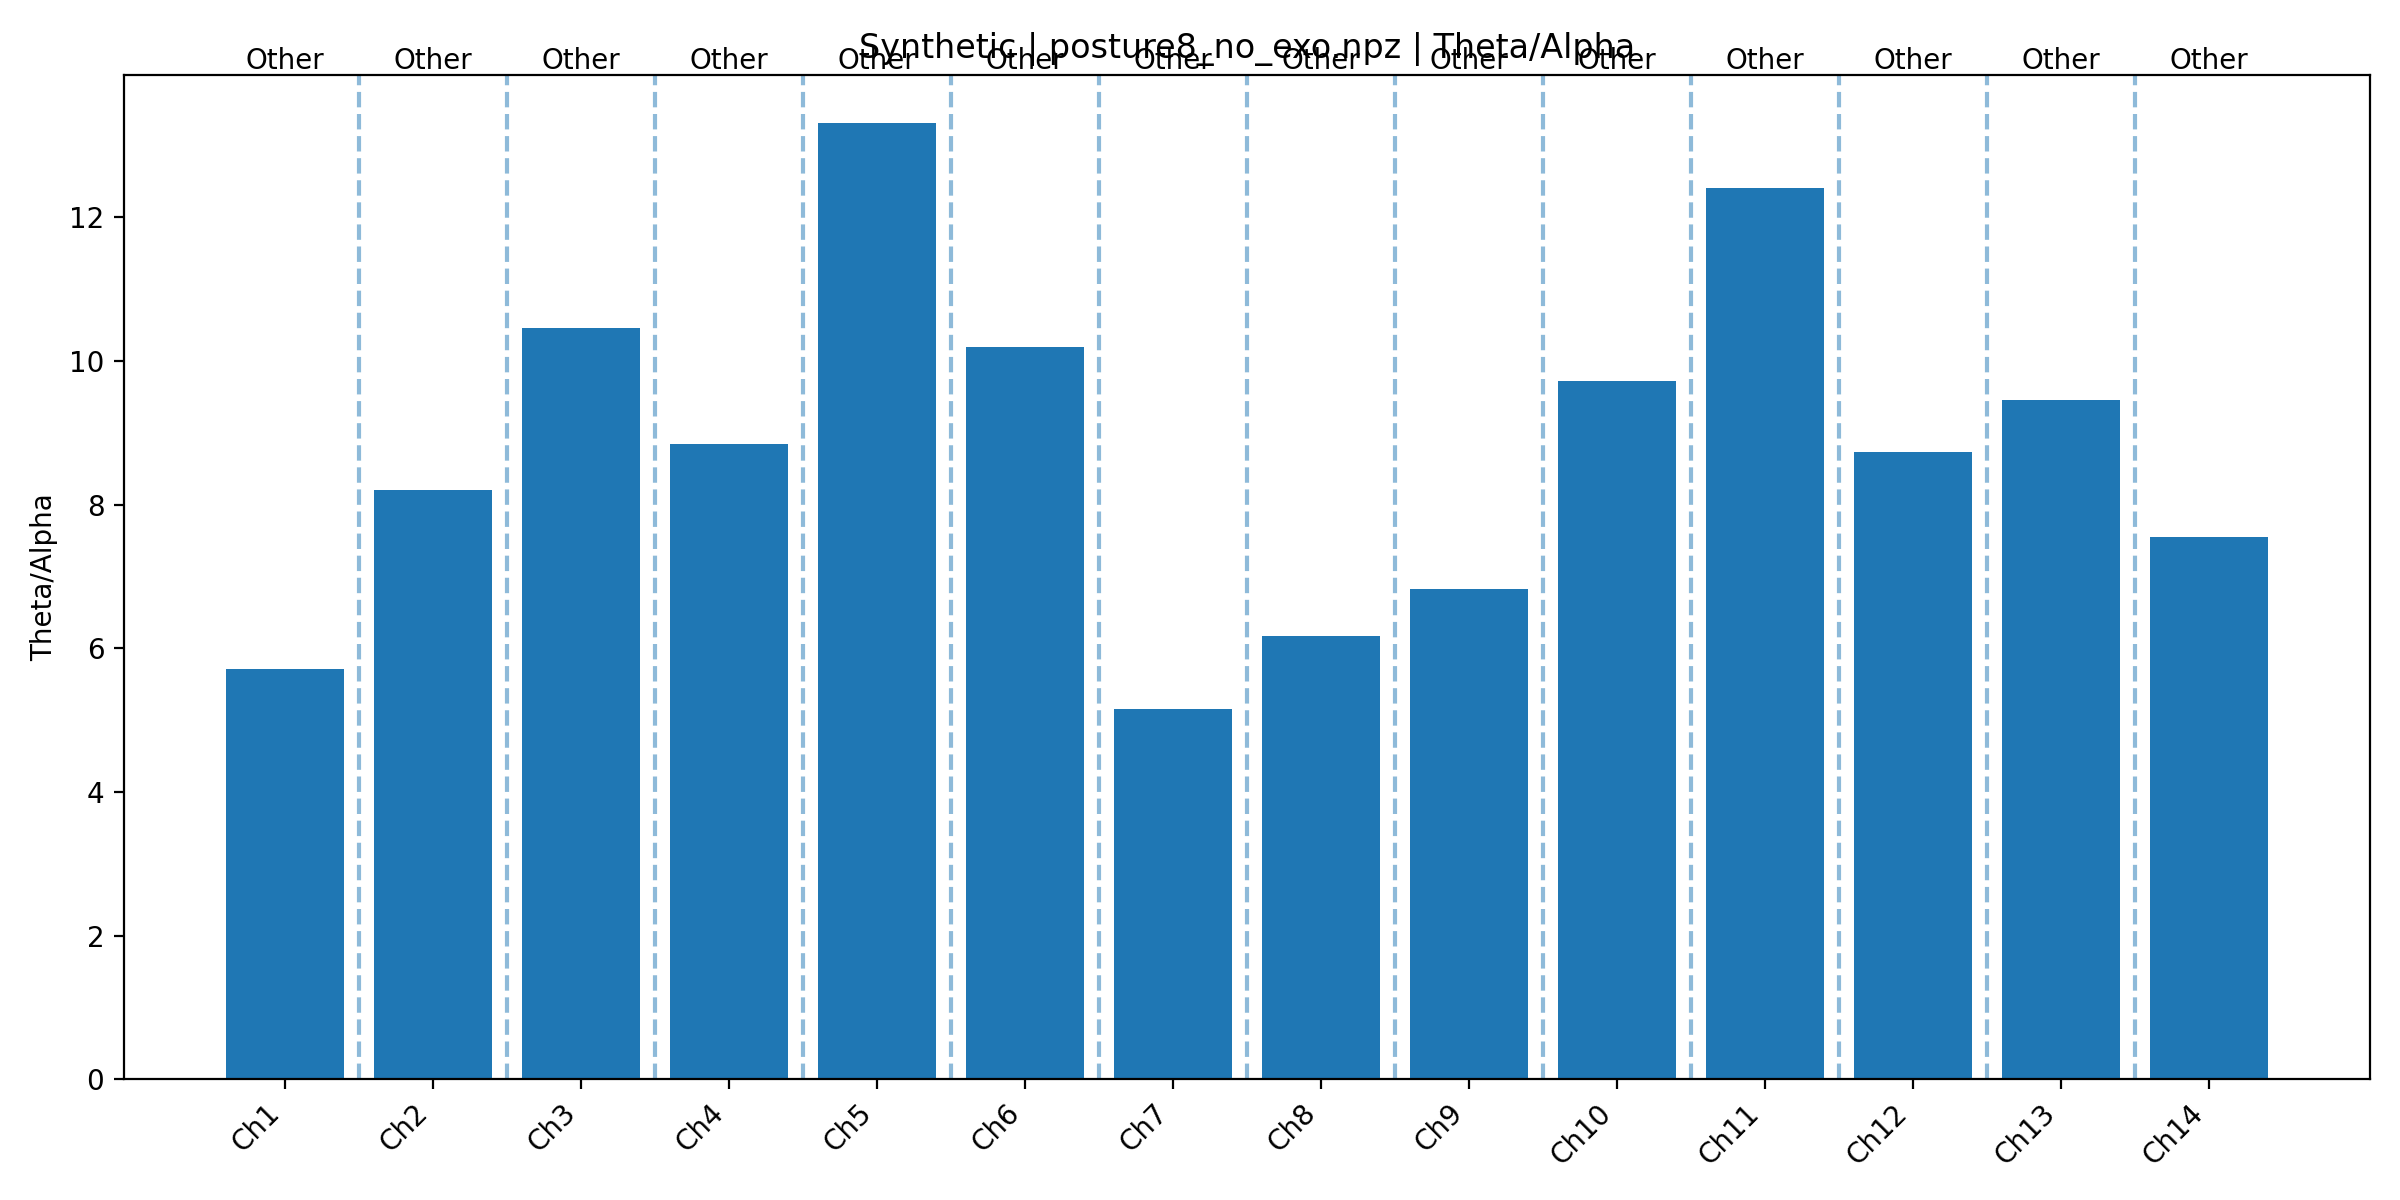 Synthetic | posture8_no_exo.npz | Theta/Alpha
Other Other Other Other Other Other Other Other Other Other Other Other Other Other
12
10
8
6
4
2
0
Theta/Alpha
Ch1 Ch2 Ch3 Ch4 Ch5 Ch6 Ch7 Ch8 Ch9 Ch10 Ch11 Ch12 Ch13 Ch14